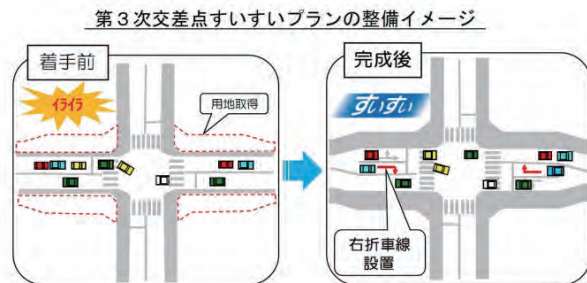 第３次交差点すいすいプランの整備イメージ
着手前
イライラ
用地取得
完成後
すいすい
右折車線
設置